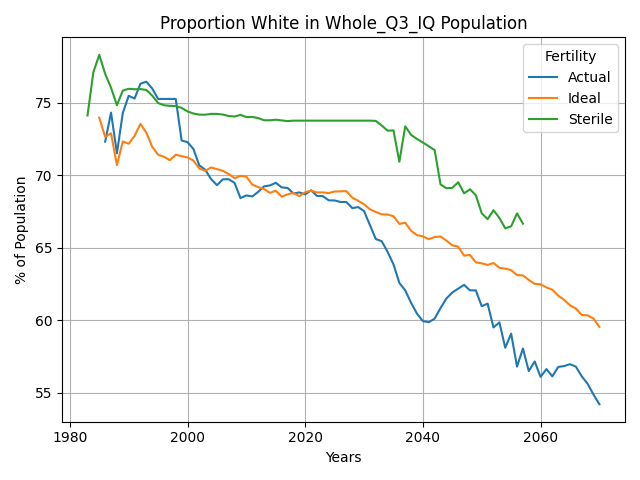 Proportion White in Whole_Q3_IQ Population
Fertility
Actual
Ideal
Sterile
% of Population
75
70
65
60
55
1980
2000
2020
2040
2060
Years